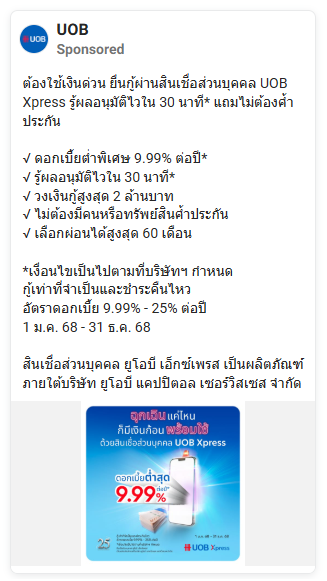 UOB
UOB
Sponsored
ต้องใช้เงินด่วน ยื่นกู้ผ่านสินเชื่อส่วนบุคคล UOB
Xpress รู้ผลอนุมัติไวใน 30 นาที* แถมไม่ต้องค้ำ
ประกัน
√ ดอกเบี้ยต่ำพิเศษ 9.99% ต่อปี*
√ รู้ผลอนุมัติไวใน 30 นาที*
√ วงเงินกู้สูงสุด 2 ล้านบาท
√ ไม่ต้องมีคนหรือทรัพย์สินค้ำประกัน
√ เลือกผ่อนได้สูงสุด 60 เดือน
*เงื่อนไขเป็นไปตามที่บริษัทฯ กำหนด
กู้เท่าที่จำเป็นและชำระคืนไหว
อัตราดอกเบี้ย 9.99% - 25% ต่อปี
1 ม.ค. 68 - 31 ธ.ค. 68
สินเชื่อส่วนบุคคล ยูโอบี เอ็กซ์เพรส เป็นผลิตภัณฑ์
ภายใต้บริษัท ยูโอบี แคปปิตอล เซอร์วิสเซส จำกัด
ฉุกเฉิน แค่ไหน
ก็มีเงินก้อน พร้อมใช้
ด้วยสินเชื่อส่วนบุคคล UOB Xpress
ดอกเบี้ยต่ำสุด
9.99% ต่อปี*
UOB Xpress